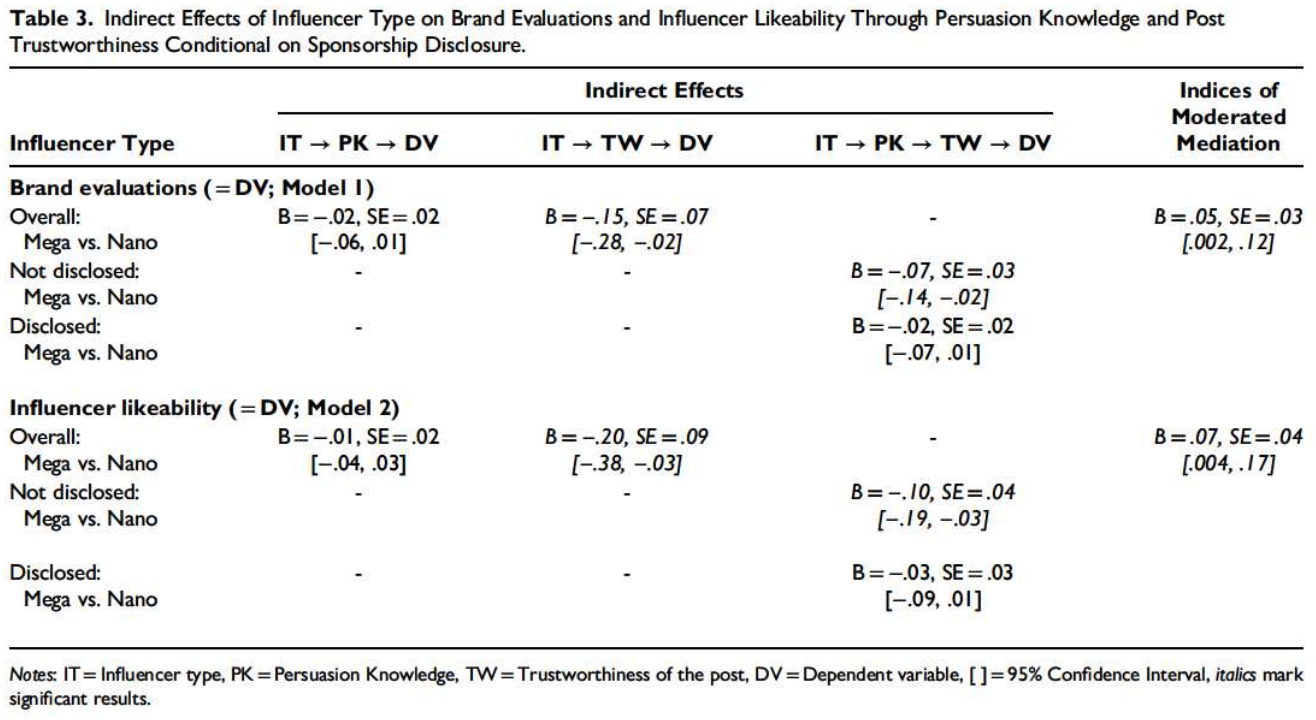 Table 3. Indirect Effects of Influencer Type on Brand Evaluations and Influencer Likeability Through Persuasion Knowledge and Post
Trustworthiness Conditional on Sponsorship Disclosure.
Indirect Effects Indices of
Moderated
Influencer Type IT → PK → DV IT → TW → DV IT → PK → TW → DV Mediation
Brand evaluations (=DV; Model 1)
Overall: B=−.02, SE=.02 B=−.15, SE=.07 - B=.05, SE=.03
Mega vs. Nano [−.06, .01] [−.28, −.02] [.002, .12]
Not disclosed: - - B=−.07, SE=.03
Mega vs. Nano [−.14, −.02]
Disclosed: - - B=−.02, SE=.02
Mega vs. Nano [−.07, .01]
Influencer likeability (=DV; Model 2)
Overall: B=−.01, SE=.02 B=−.20, SE=.09 - B=.07, SE=.04
Mega vs. Nano [−.04, .03] [−.38, −.03] [.004, .17]
Not disclosed: - - B=−.10, SE=.04
Mega vs. Nano [−.19, −.03]
Disclosed: - - B=−.03, SE=.03
Mega vs. Nano [−.09, .01]
Notes: IT=Influencer type, PK=Persuasion Knowledge, TW=Trustworthiness of the post, DV=Dependent variable, [ ]=95% Confidence Interval, italics mark
significant results.